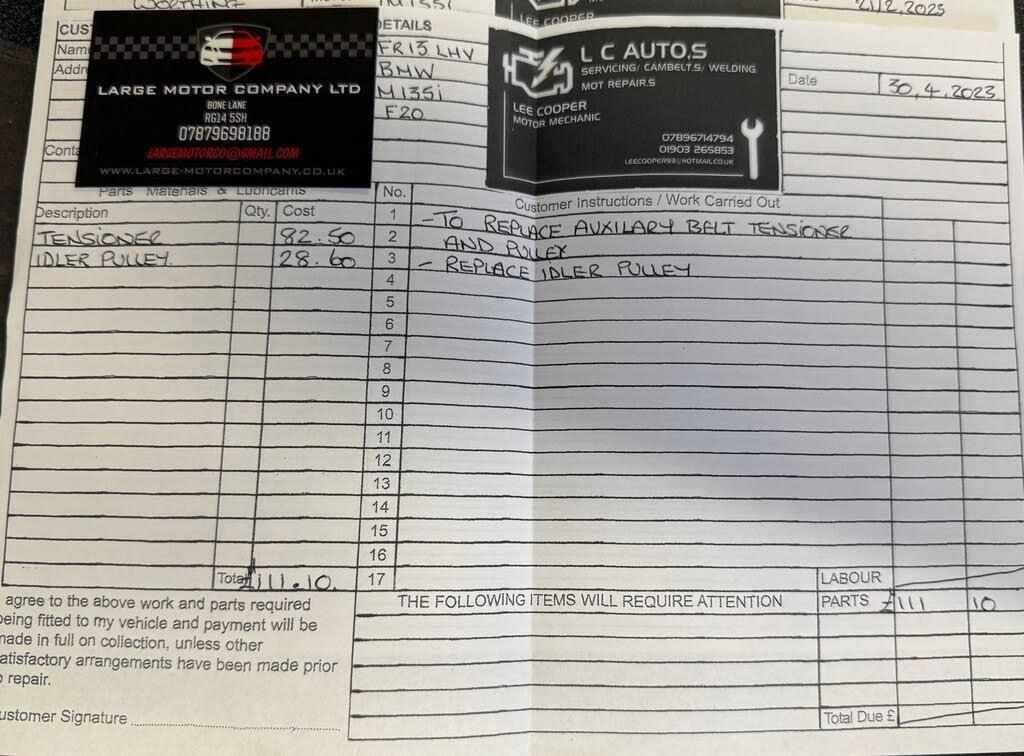 WORTHING
M135i
LEE COOPER
21.2.2023
CUST
DETAILS
Name
FR13 LHV
Addre
BMW
M135i
F20
Conta
LARGE MOTOR COMPANY LTD
BONE LANE
RG14 5SH
07879698188
LARGEMOTORCO@GMAIL.COM
WWW.LARGE-MOTORCOMPANY.CO.UK
L C AUTO,S
SERVICING/ CAMBELT,S/ WELDING
MOT REPAIR,S
LEE COOPER
MOTOR MECHANIC
07896714794
01903 265853
LEECOOPER93@HOTMAIL.CO.UK
Date
30.4.2023
Parts Materials & Lubricants
No.
Customer Instructions / Work Carried Out
Description Qty. Cost
1 - TO REPLACE AUXILARY BELT TENSIONER
TENSIONER 82.50 2 AND PULLEY
IDLER PULLEY. 28.60 3 - REPLACE IDLER PULLEY
4
5
6
7
8
9
10
11
12
13
14
15
16
Total £111.10. 17
LABOUR
PARTS £111 10
THE FOLLOWING ITEMS WILL REQUIRE ATTENTION
agree to the above work and parts required
being fitted to my vehicle and payment will be
made in full on collection, unless other
atisfactory arrangements have been made prior
o repair.
ustomer Signature
Total Due £